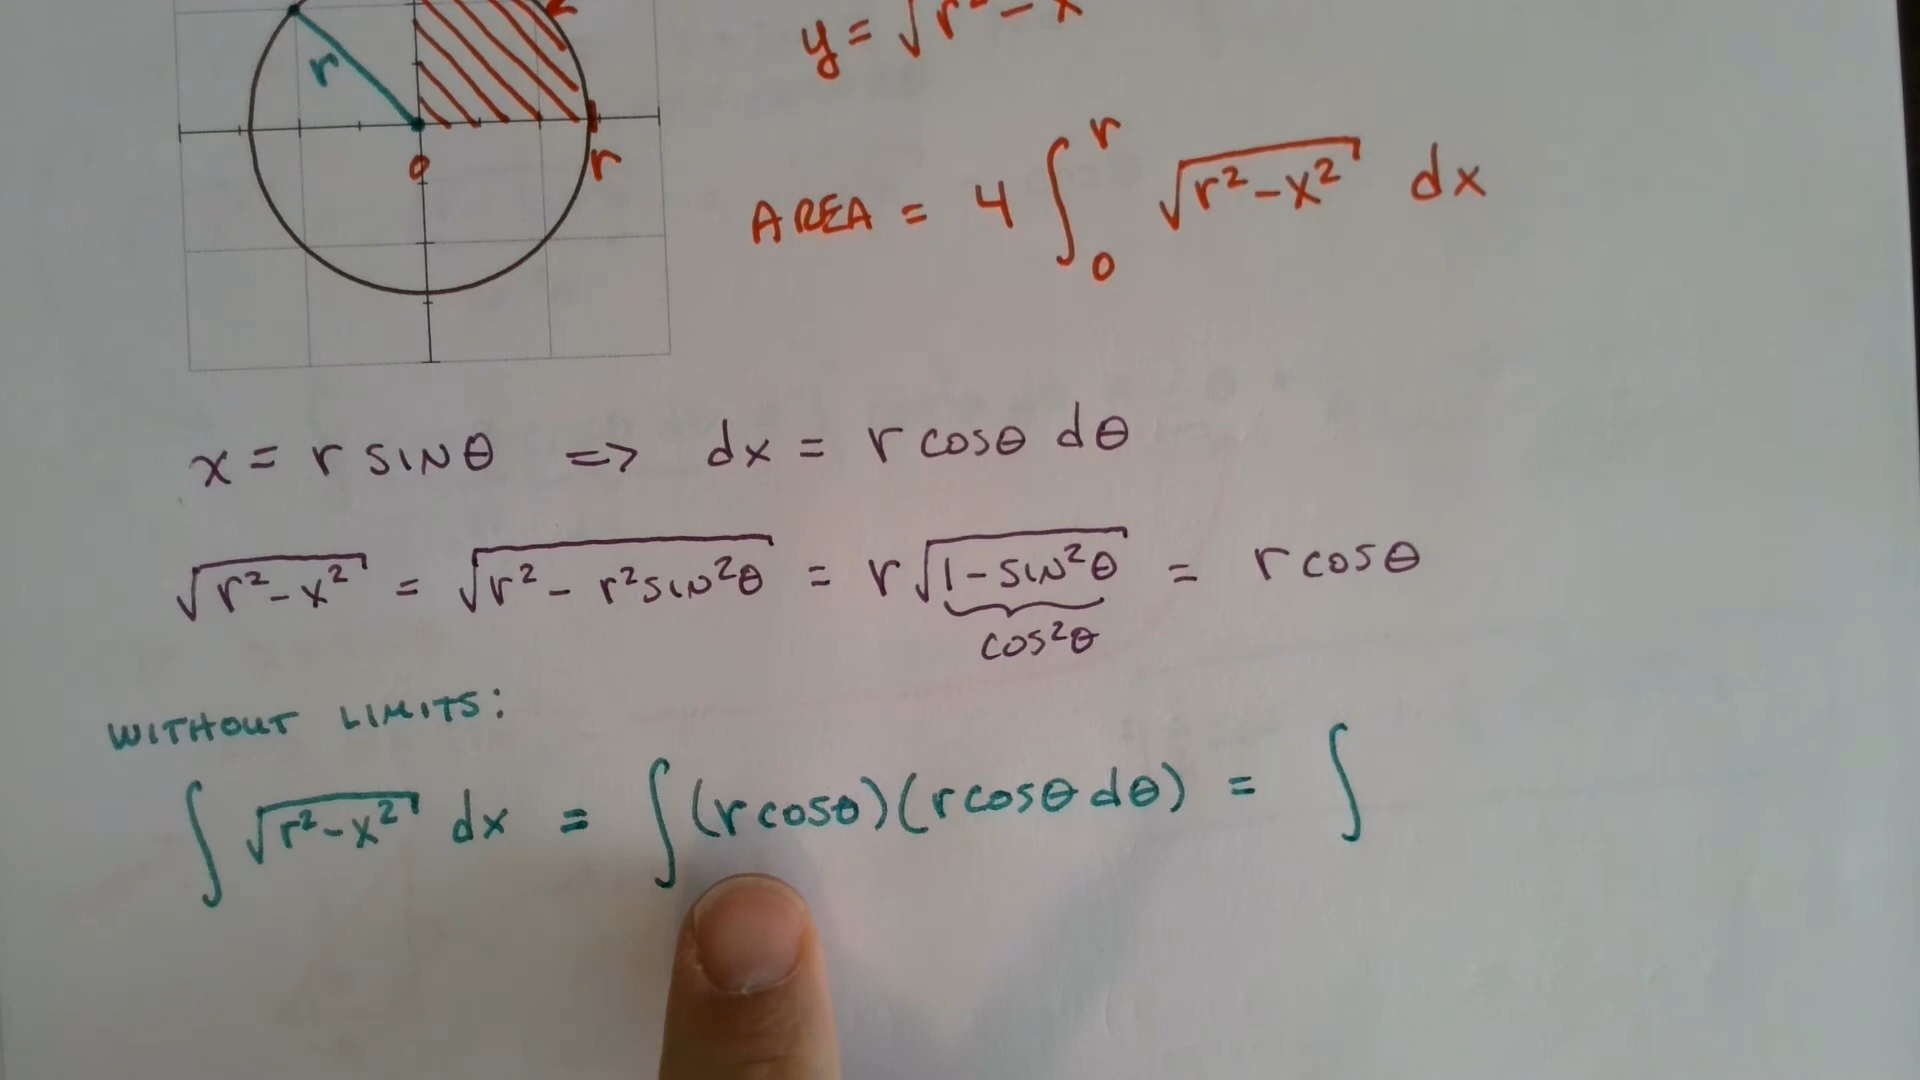 y = √r² - x
r
AREA = 4 ∫₀ʳ √r²-x² dx
0 r
x = r SINθ => dx = r cosθ dθ
√r²-x² = √r² - r²sin²θ = r√1-sin²θ = r cosθ
cos²θ
WITHOUT LIMITS:
∫ √r²-x² dx = ∫(r cosθ)(r cosθ dθ) = ∫